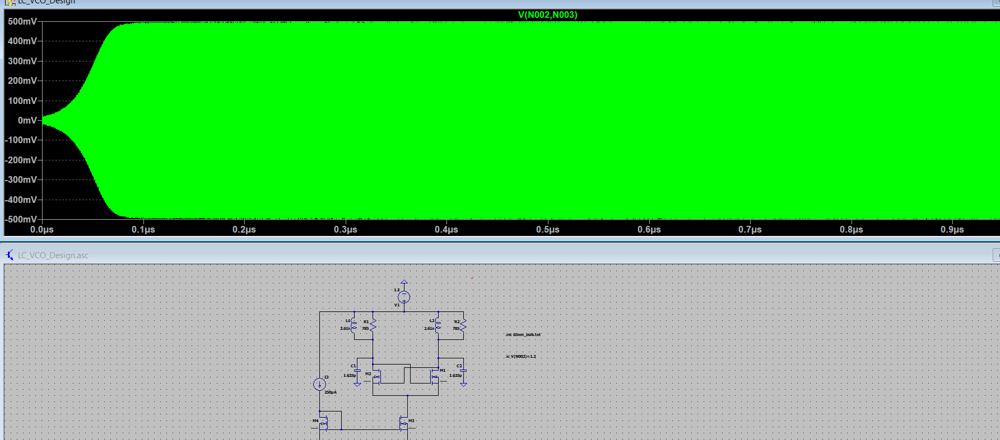 LC_VCO_Design
V(N002,N003)
500mV
400mV
300mV
200mV
100mV
0mV
-100mV
-200mV
-300mV
-400mV
-500mV
0.0µs 0.1µs 0.2µs 0.3µs 0.4µs 0.5µs 0.6µs 0.7µs 0.8µs 0.9µs
LC_VCO_Design.asc
1.2
V1
L1 R1 L2 R2
2.61n 785 2.61n 785
.inc 65nm_bulk.txt
.ic V(N002)=1.2
C1 M2 M1 C2
1.625p 1.625p
I2
250µA
M4 M3